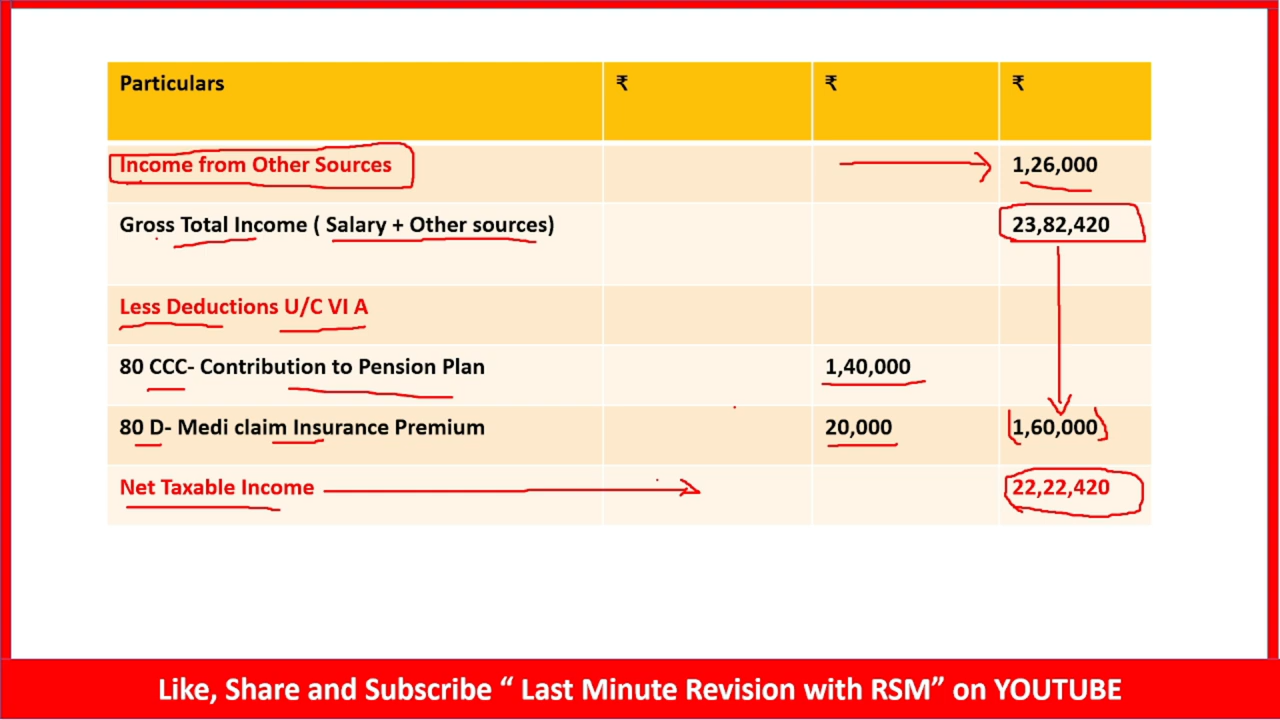 Particulars ₹ ₹ ₹
Income from Other Sources 1,26,000
Gross Total Income ( Salary + Other sources) 23,82,420
Less Deductions U/C VI A
80 CCC- Contribution to Pension Plan 1,40,000
80 D- Medi claim Insurance Premium 20,000 1,60,000
Net Taxable Income 22,22,420
Like, Share and Subscribe “ Last Minute Revision with RSM” on YOUTUBE